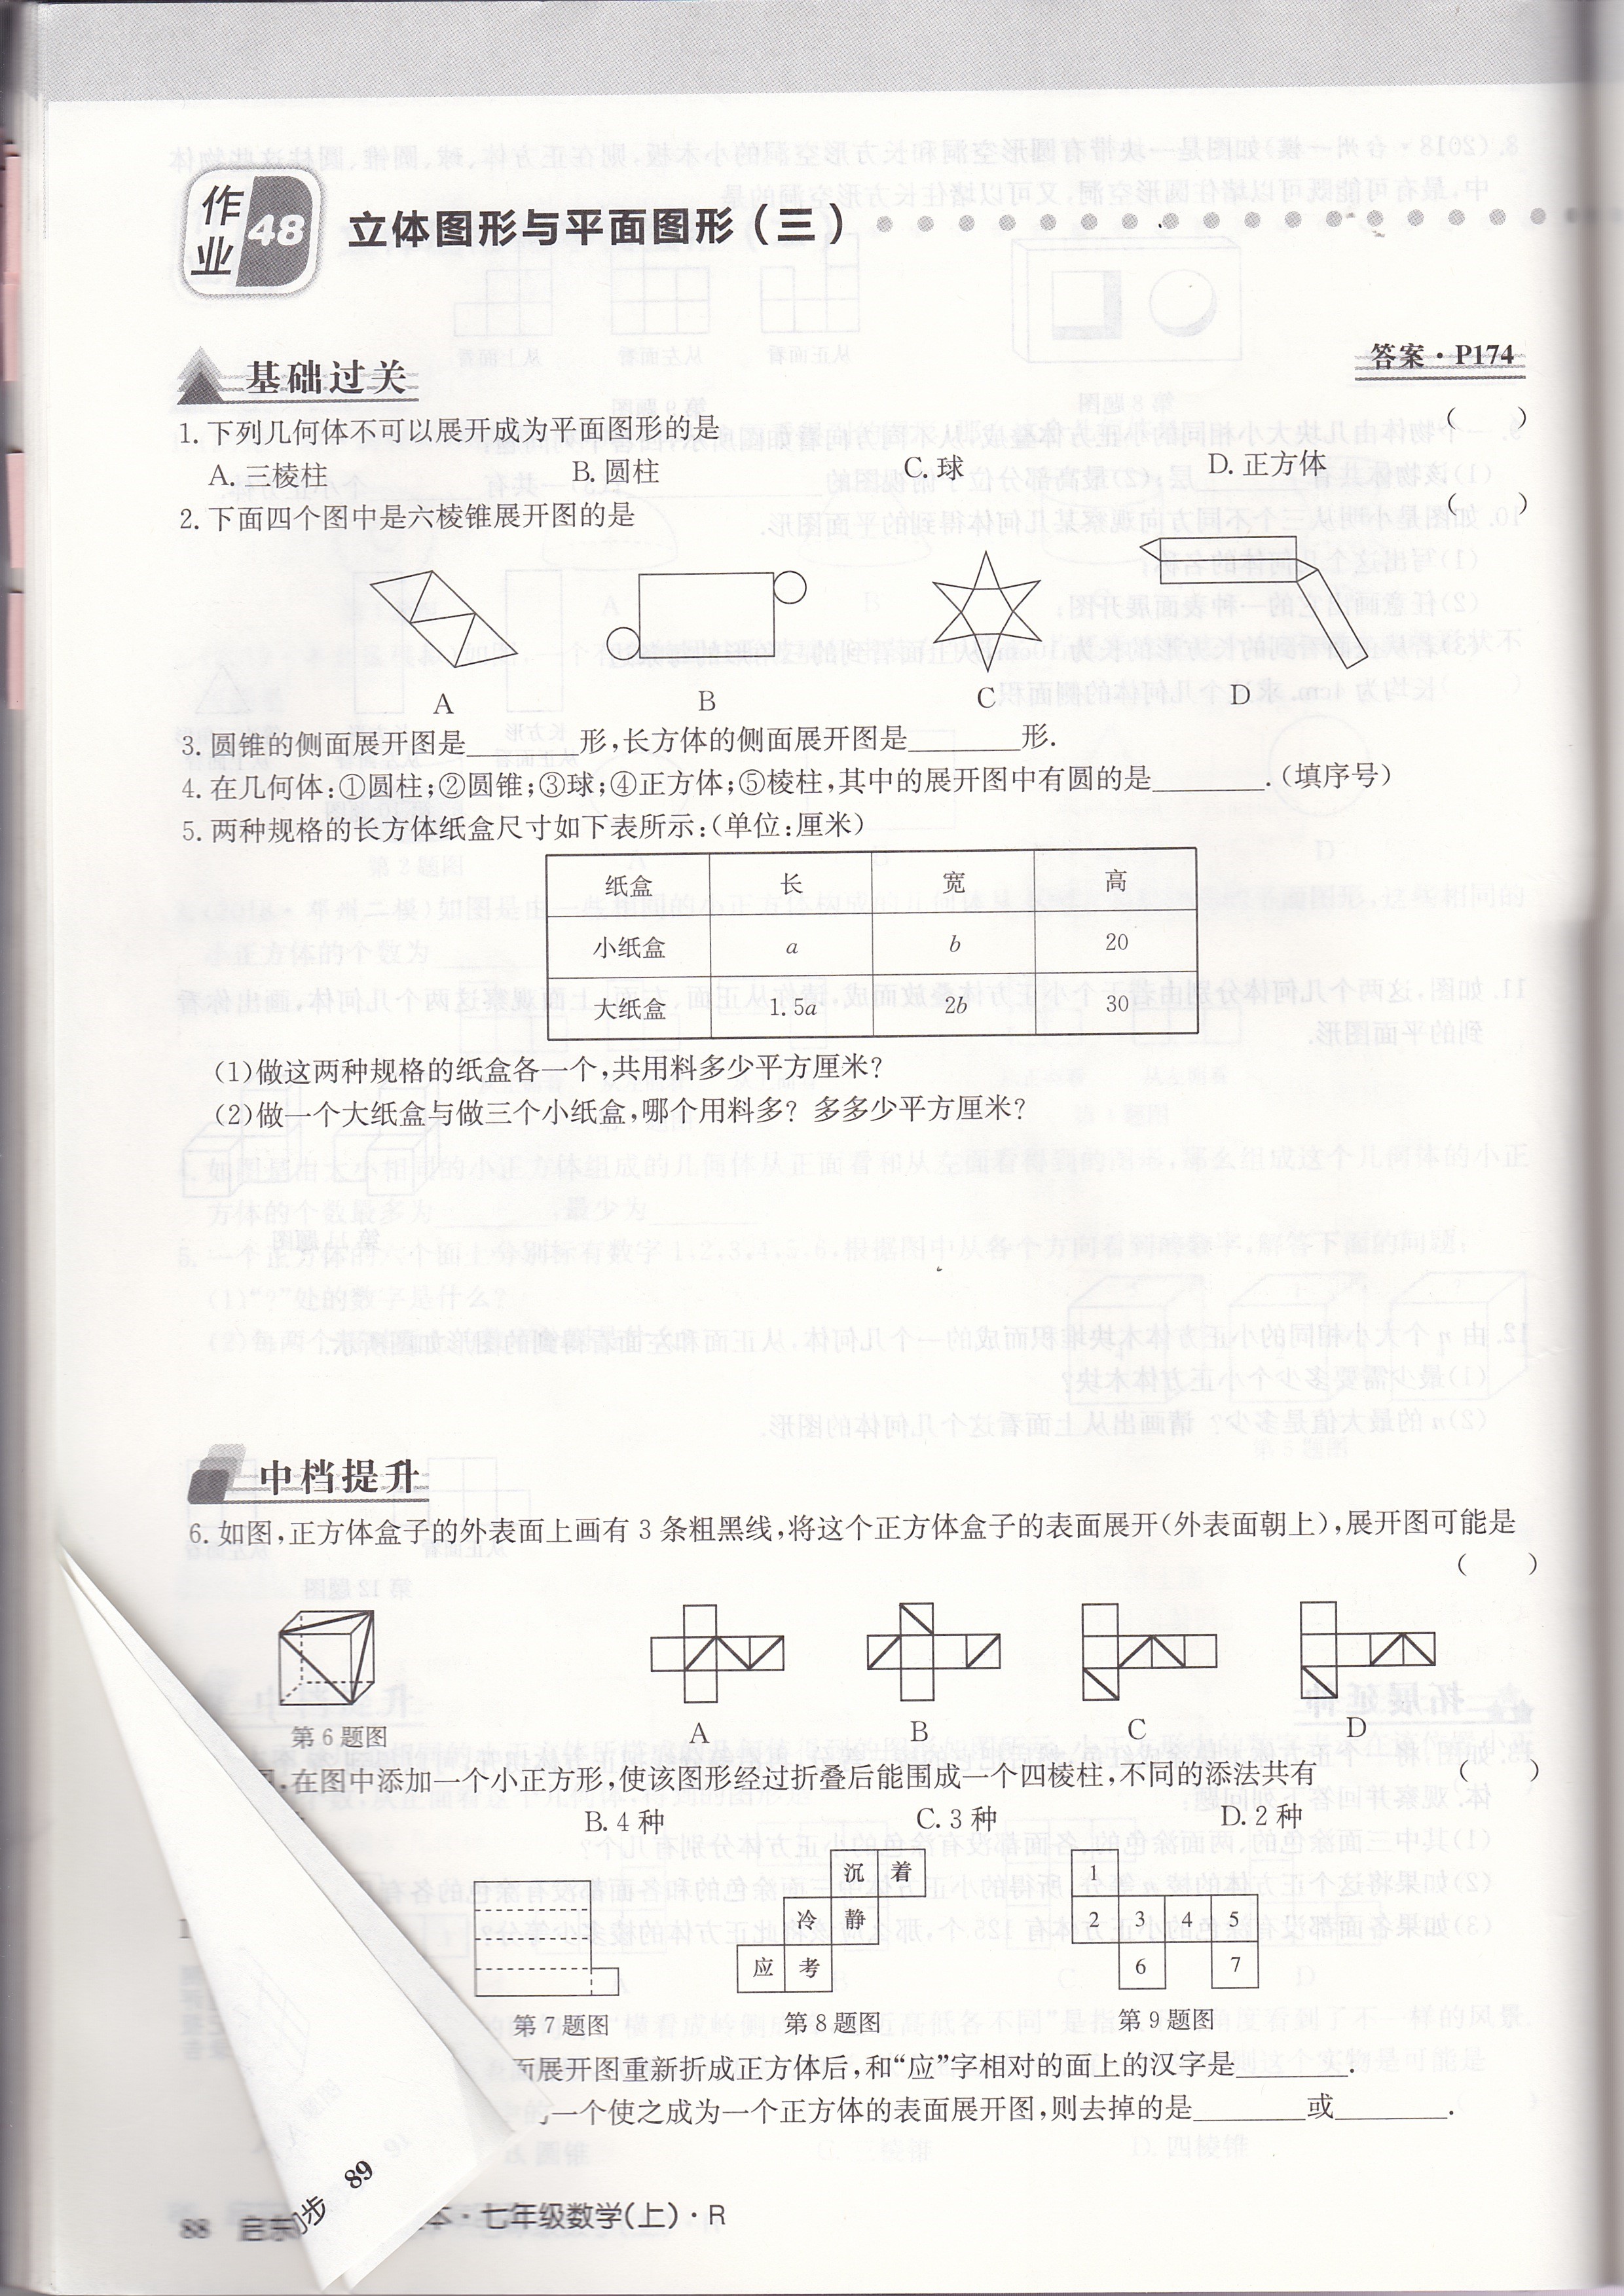 作业 48 立体图形与平面图形(三)
基础过关
答案·P174
1. 下列几何体不可以展开成为平面图形的是 ( )
A. 三棱柱 B. 圆柱 C. 球 D. 正方体
2. 下面四个图中是六棱锥展开图的是 ( )
A B C D
3. 圆锥的侧面展开图是________形,长方体的侧面展开图是________形.
4. 在几何体:①圆柱;②圆锥;③球;④正方体;⑤棱柱,其中的展开图中有圆的是________.(填序号)
5. 两种规格的长方体纸盒尺寸如下表所示:(单位:厘米)
纸盒 长 宽 高
小纸盒 a b 20
大纸盒 1.5a 2b 30
(1)做这两种规格的纸盒各一个,共用料多少平方厘米?
(2)做一个大纸盒与做三个小纸盒,哪个用料多? 多多少平方厘米?
中档提升
6. 如图,正方体盒子的外表面上画有 3 条粗黑线,将这个正方体盒子的表面展开(外表面朝上),展开图可能是
( )
第 6 题图 A B C D
,在图中添加一个小正方形,使该图形经过折叠后能围成一个四棱柱,不同的添法共有 ( )
B. 4 种 C. 3 种 D. 2 种
沉 着
冷 静
应 考
1
2 3 4 5
6 7
第 7 题图 第 8 题图 第 9 题图
面展开图重新折成正方体后,和“应”字相对的面上的汉字是________.
一个使之成为一个正方体的表面展开图,则去掉的是________或________.
88 启东 本·七年级数学(上)·R
步 89